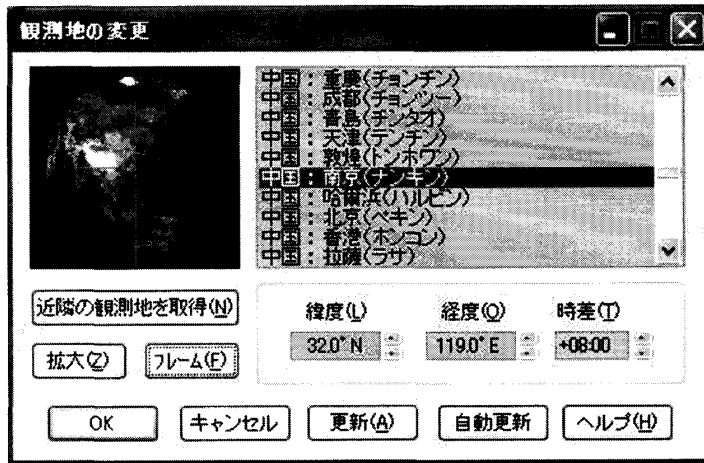 観測地の変更
中国：重慶(チョンチン)
中国：成都(チョンツー)
中国：青島(チンタオ)
中国：天津(テンチン)
中国：敦煌(トンホワン)
中国：南京(ナンキン)
中国：哈爾浜(ハルビン)
中国：北京(ペキン)
中国：香港(ホンコン)
中国：拉薩(ラサ)
近隣の観測地を取得(N)
拡大(Z) フレーム(F)
緯度(L) 経度(O) 時差(T)
32.0° N 119.0° E +08:00
OK キャンセル 更新(A) 自動更新 ヘルプ(H)